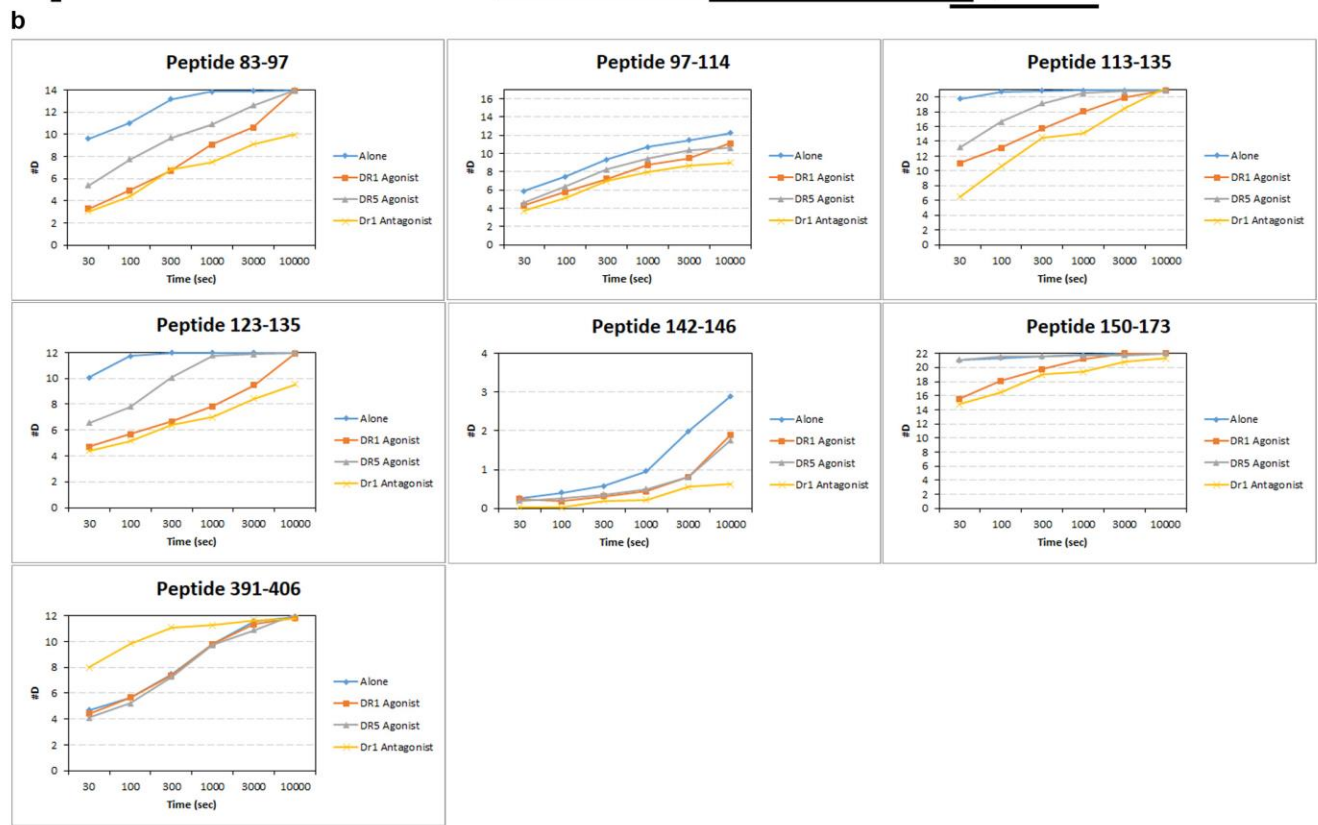 b
Peptide 83-97
14
12
10
8
6
4
2
0
#D
30 100 300 1000 3000 10000
Time (sec)
Alone
DR1 Agonist
DR5 Agonist
Dr1 Antagonist
Peptide 97-114
16
14
12
10
8
6
4
2
0
#D
30 100 300 1000 3000 10000
Time (sec)
Alone
DR1 Agonist
DR5 Agonist
Dr1 Antagonist
Peptide 113-135
20
18
16
14
12
10
8
6
4
2
0
#D
30 100 300 1000 3000 10000
Time (sec)
Alone
DR1 Agonist
DR5 Agonist
Dr1 Antagonist
Peptide 123-135
12
10
8
6
4
2
0
#D
30 100 300 1000 3000 10000
Time (sec)
Alone
DR1 Agonist
DR5 Agonist
Dr1 Antagonist
Peptide 142-146
4
3
2
1
0
#D
30 100 300 1000 3000 10000
Time (sec)
Alone
DR1 Agonist
DR5 Agonist
Dr1 Antagonist
Peptide 150-173
22
20
18
16
14
12
10
8
6
4
2
0
#D
30 100 300 1000 3000 10000
Time (sec)
Alone
DR1 Agonist
DR5 Agonist
Dr1 Antagonist
Peptide 391-406
12
10
8
6
4
2
0
#D
30 100 300 1000 3000 10000
Time (sec)
Alone
DR1 Agonist
DR5 Agonist
Dr1 Antagonist